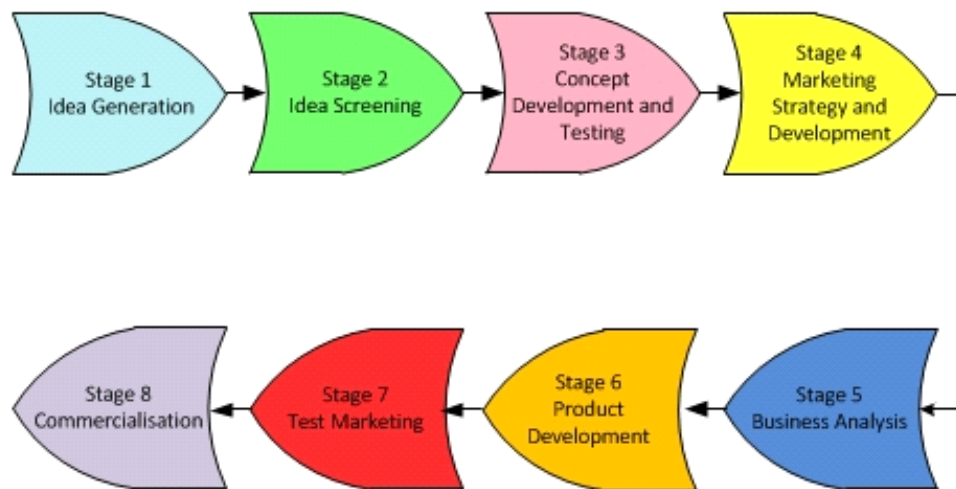 Stage 1
Idea Generation
Stage 2
Idea Screening
Stage 3
Concept
Development and
Testing
Stage 4
Marketing
Strategy and
Development
Stage 5
Business Analysis
Stage 6
Product
Development
Stage 7
Test Marketing
Stage 8
Commercialisation